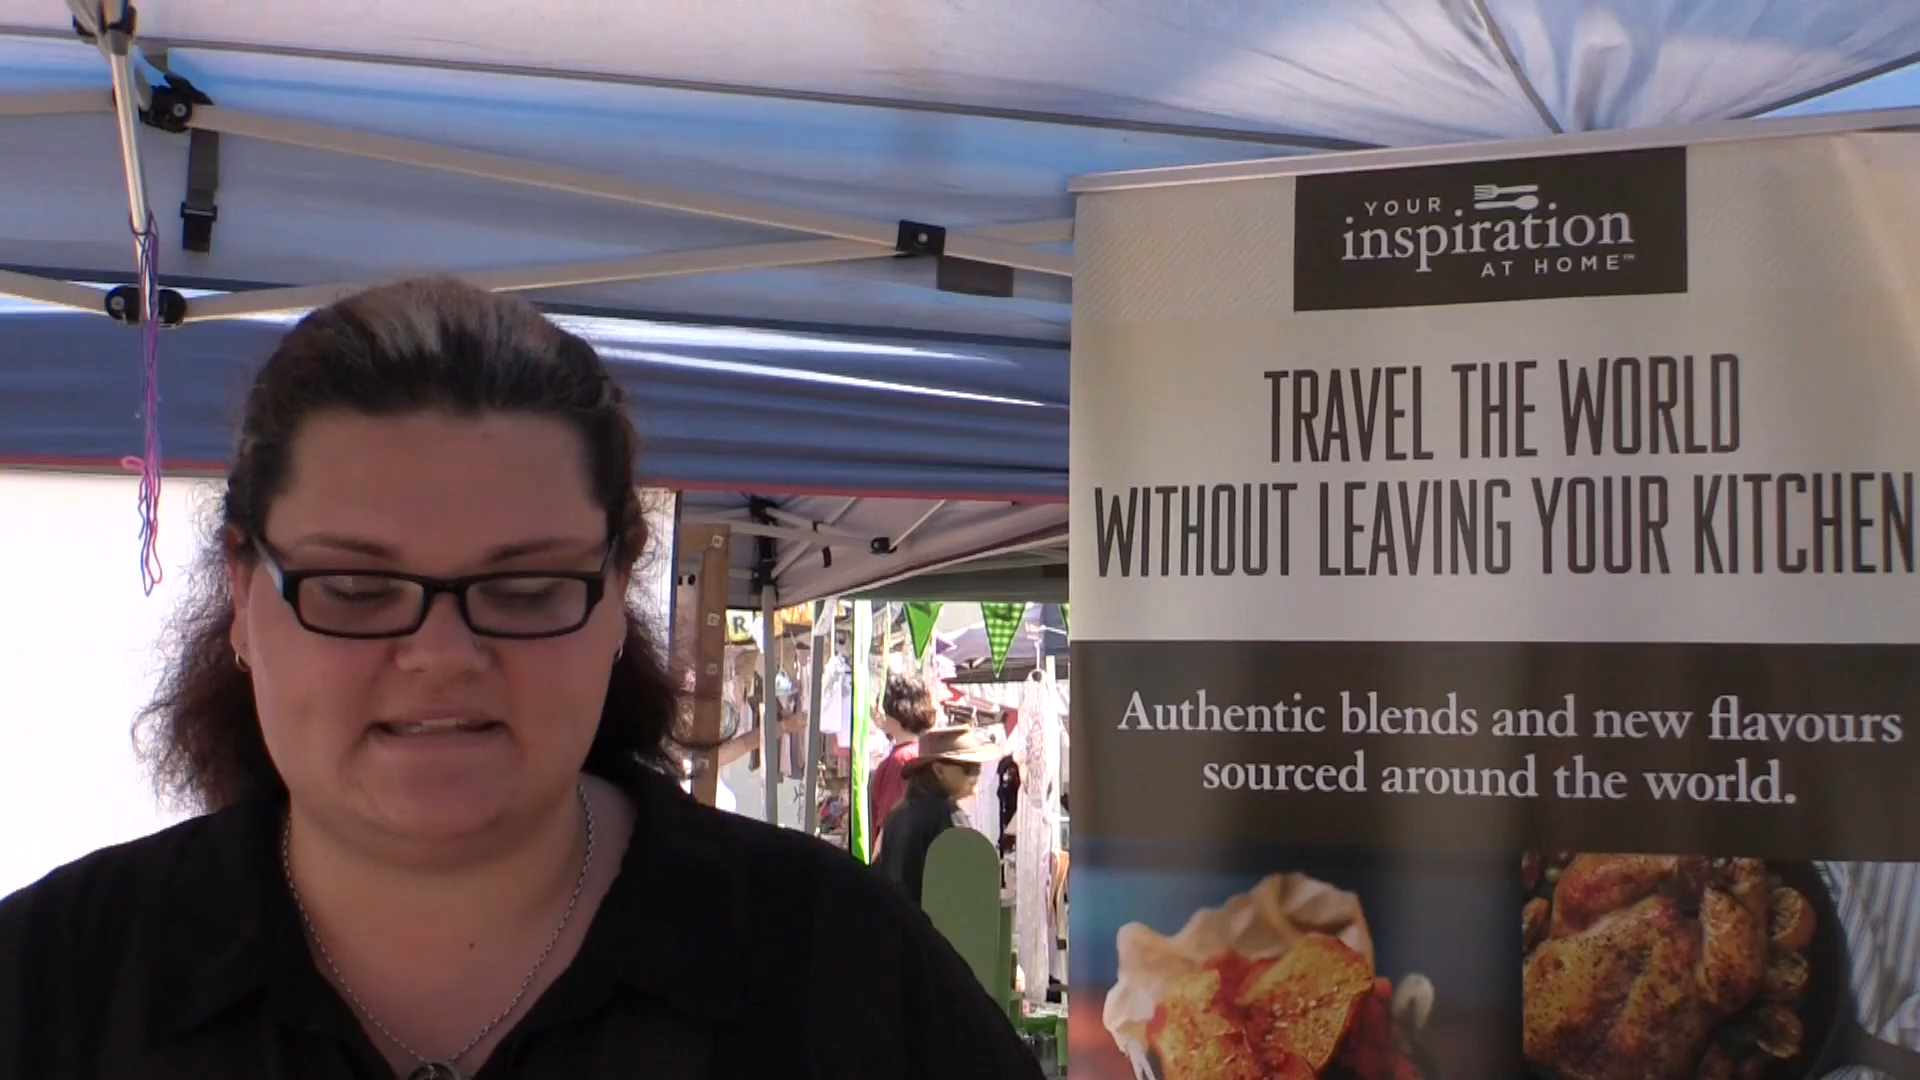 YOUR
inspiration
AT HOME™
TRAVEL THE WORLD
WITHOUT LEAVING YOUR KITCHEN
Authentic blends and new flavours
sourced around the world.
R